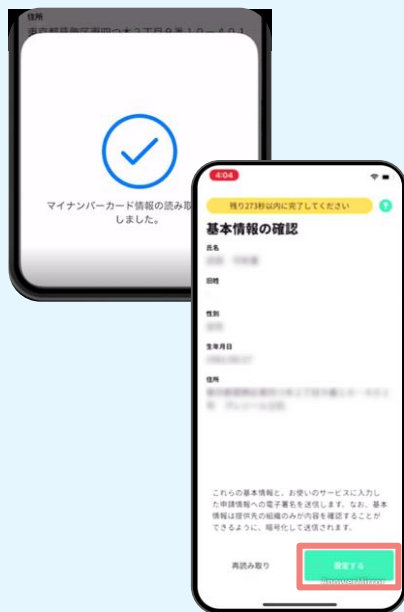 住所
マイナンバーカード情報の読み取
しました。
4:04
残り273秒以内に完了してください
基本情報の確認
氏名
旧姓
性別
生年月日
住所
これらの基本情報と、お使いのサービスに入力し
た申請情報への電子署名を送信します。なお、基本
情報は提供先の組織のみが内容を確認することが
できるように、暗号化して送信されます。
再読み取り
設定する
ApowerMirror